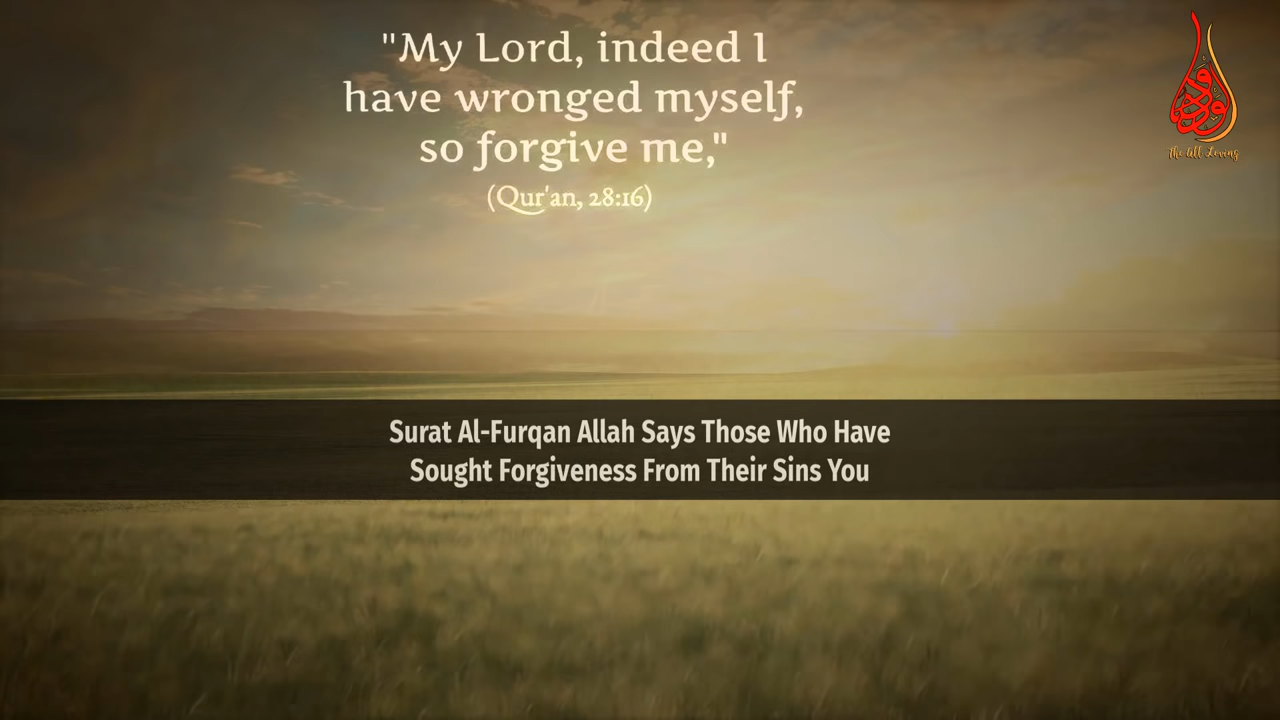 "My Lord, indeed I
have wronged myself,
so forgive me,"
(Qur'an, 28:16)
الودود
The All Loving
Surat Al-Furqan Allah Says Those Who Have
Sought Forgiveness From Their Sins You